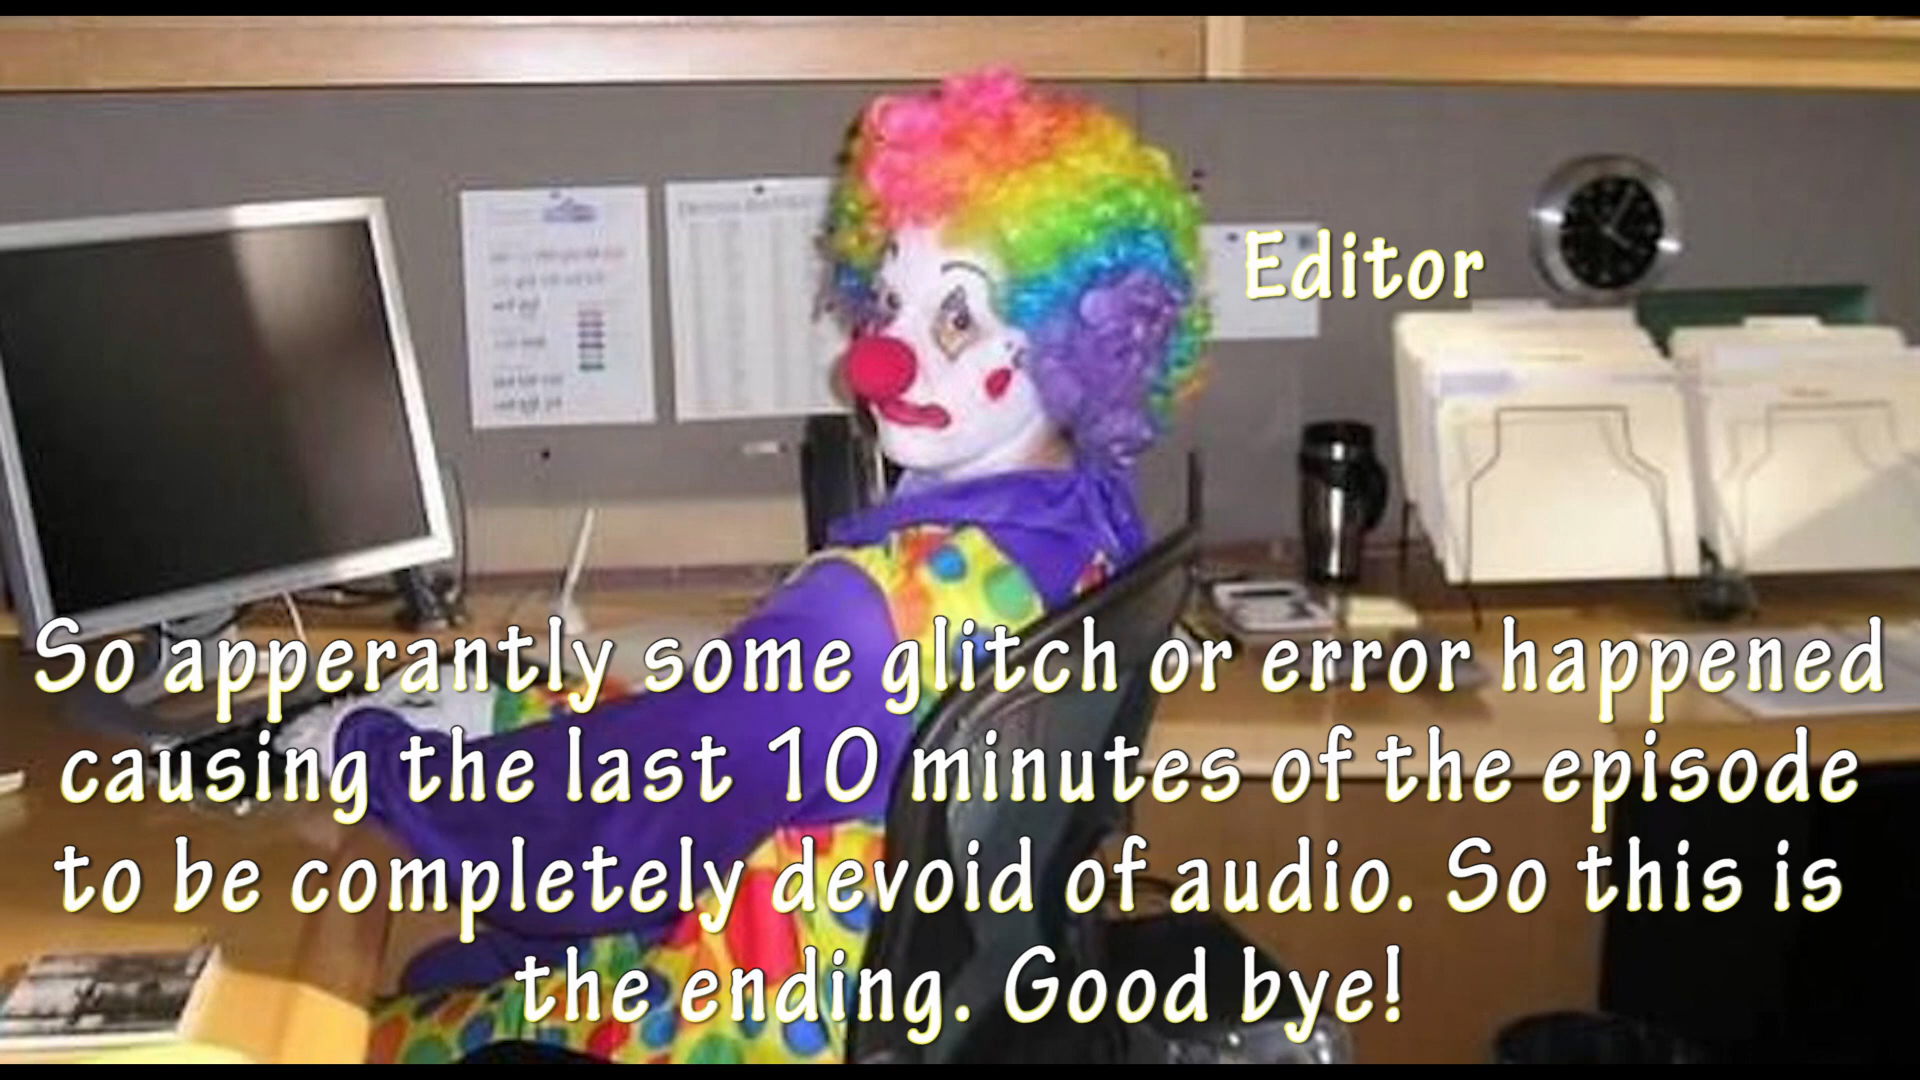 Editor
So apperantly some glitch or error happened
causing the last 10 minutes of the episode
to be completely devoid of audio. So this is
the ending. Good bye!